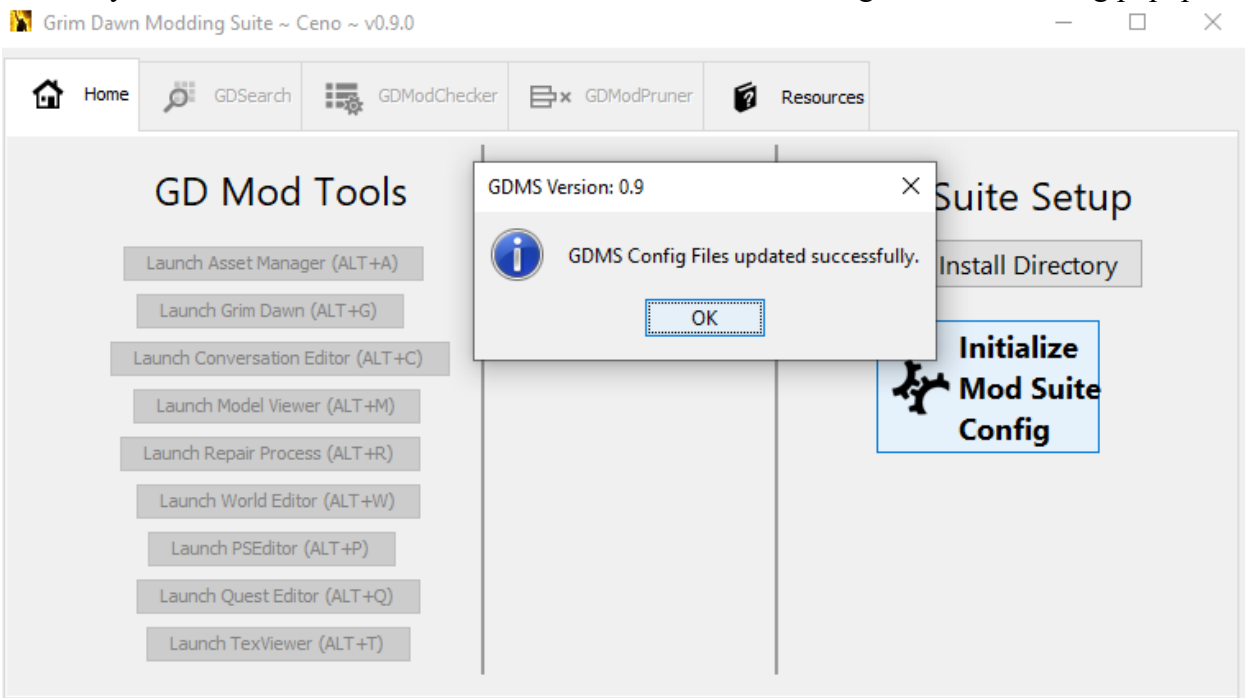 Grim Dawn Modding Suite ~ Ceno ~ v0.9.0
Home
GDSearch
GDModChecker
GDModPruner
Resources
GD Mod Tools
Launch Asset Manager (ALT+A)
Launch Grim Dawn (ALT+G)
Launch Conversation Editor (ALT+C)
Launch Model Viewer (ALT+M)
Launch Repair Process (ALT+R)
Launch World Editor (ALT+W)
Launch PSEditor (ALT+P)
Launch Quest Editor (ALT+Q)
Launch TexViewer (ALT+T)
GDMS Version: 0.9
GDMS Config Files updated successfully.
OK
Suite Setup
Install Directory
Initialize
Mod Suite
Config